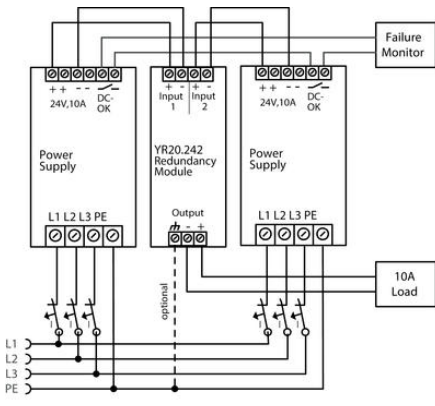 Failure
Monitor
+ + - -
24V,10A
DC-
OK
Power
Supply
L1 L2 L3 PE
+ - + -
Input
1
Input
2
YR20.242
Redundancy
Module
Output
- +
+ + - -
24V,10A
DC-
OK
Power
Supply
L1 L2 L3 PE
10A
Load
optional
I
I
I
I
I
I
L1
L2
L3
PE